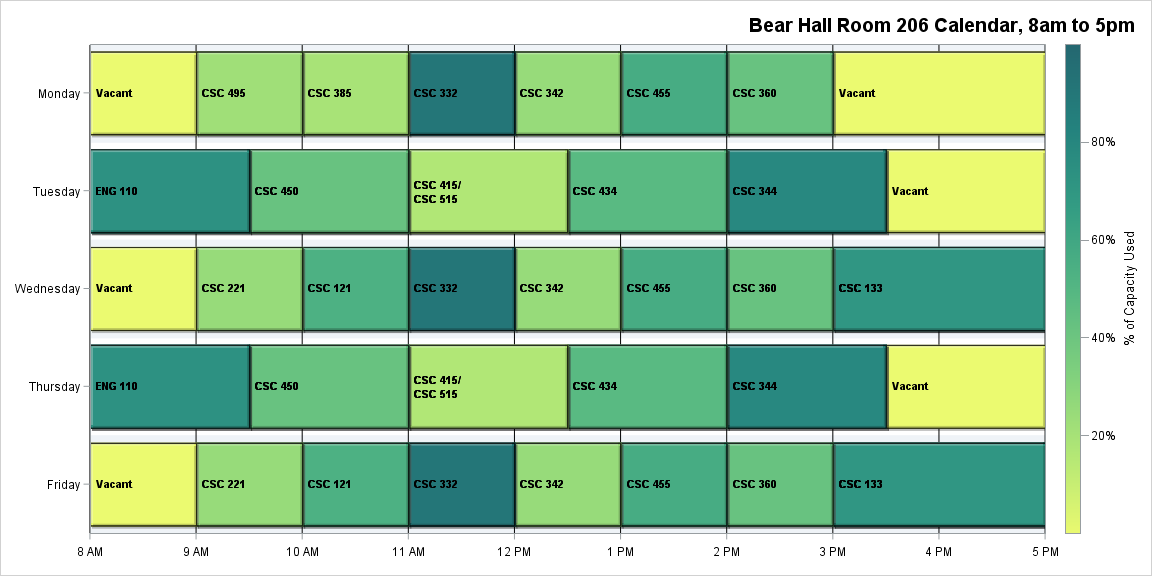 Bear Hall Room 206 Calendar, 8am to 5pm
Monday
Vacant
CSC 495
CSC 385
CSC 332
CSC 342
CSC 455
CSC 360
Vacant
Tuesday
ENG 110
CSC 450
CSC 415/
CSC 515
CSC 434
CSC 344
Vacant
Wednesday
Vacant
CSC 221
CSC 121
CSC 332
CSC 342
CSC 455
CSC 360
CSC 133
Thursday
ENG 110
CSC 450
CSC 415/
CSC 515
CSC 434
CSC 344
Vacant
Friday
Vacant
CSC 221
CSC 121
CSC 332
CSC 342
CSC 455
CSC 360
CSC 133
8 AM
9 AM
10 AM
11 AM
12 PM
1 PM
2 PM
3 PM
4 PM
5 PM
80%
60%
40%
20%
% of Capacity Used